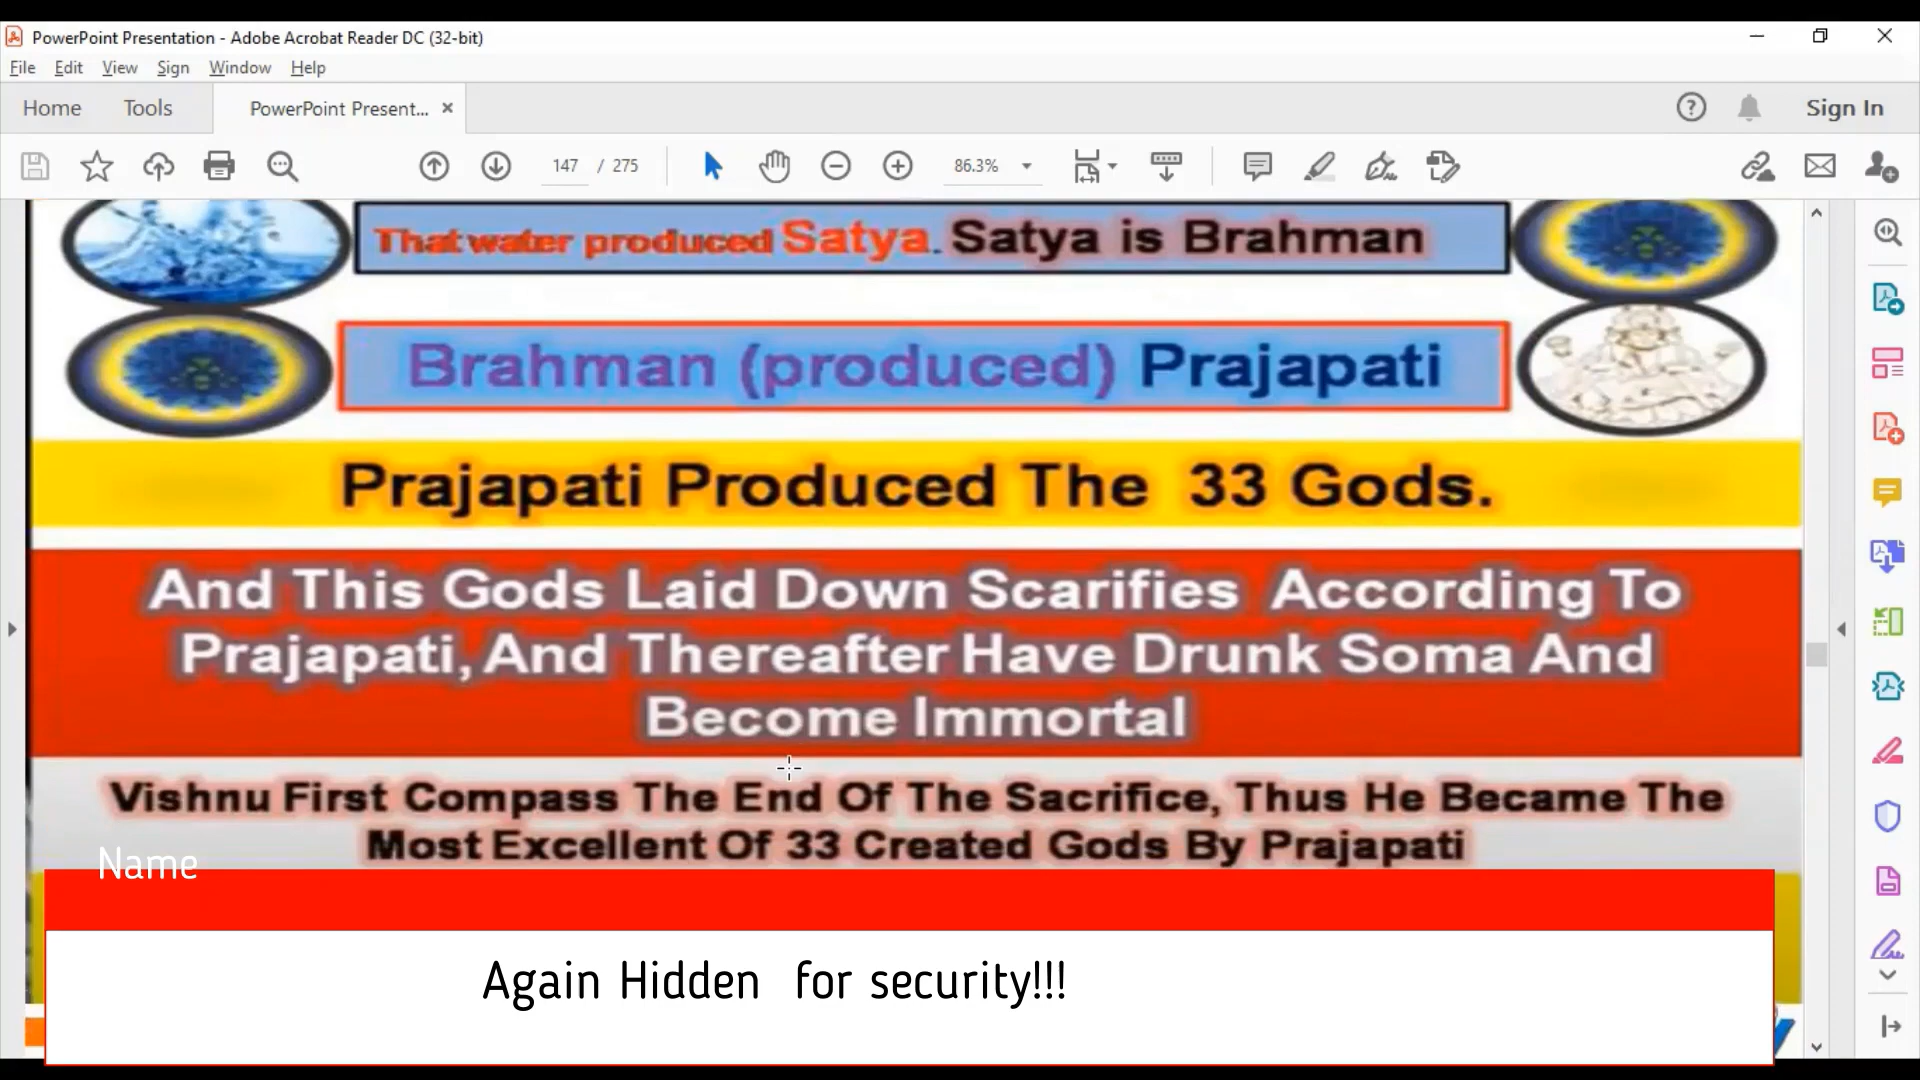 PowerPoint Presentation - Adobe Acrobat Reader DC (32-bit)
File Edit View Sign Window Help
Home Tools PowerPoint Present... × Sign In
147 / 275 86.3%
That water produced Satya. Satya is Brahman
Brahman (produced) Prajapati
Prajapati Produced The 33 Gods.
And This Gods Laid Down Scarifies According To
Prajapati, And Thereafter Have Drunk Soma And
Become Immortal
Vishnu First Compass The End Of The Sacrifice, Thus He Became The
Most Excellent Of 33 Created Gods By Prajapati
Name
Again Hidden for security!!!